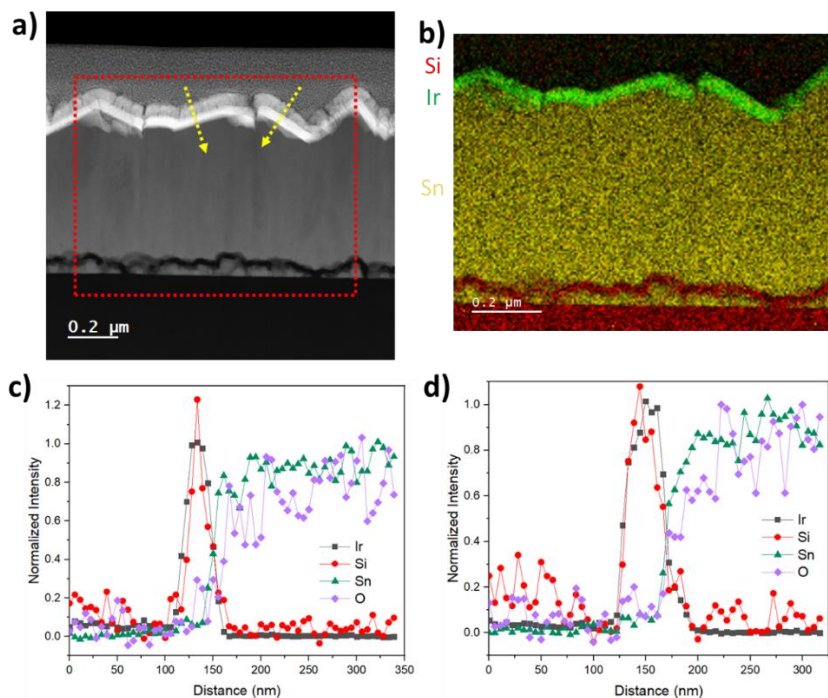 a)
0.2 μm
b)
Si
Ir
Sn
0.2 μm
c)
Normalized Intensity
1.2
1.0
0.8
0.6
0.4
0.2
0.0
Ir
Si
Sn
O
0 50 100 150 200 250 300 350
Distance (nm)
d)
Normalized Intensity
1.0
0.8
0.6
0.4
0.2
0.0
Ir
Si
Sn
O
0 50 100 150 200 250 300
Distance (nm)